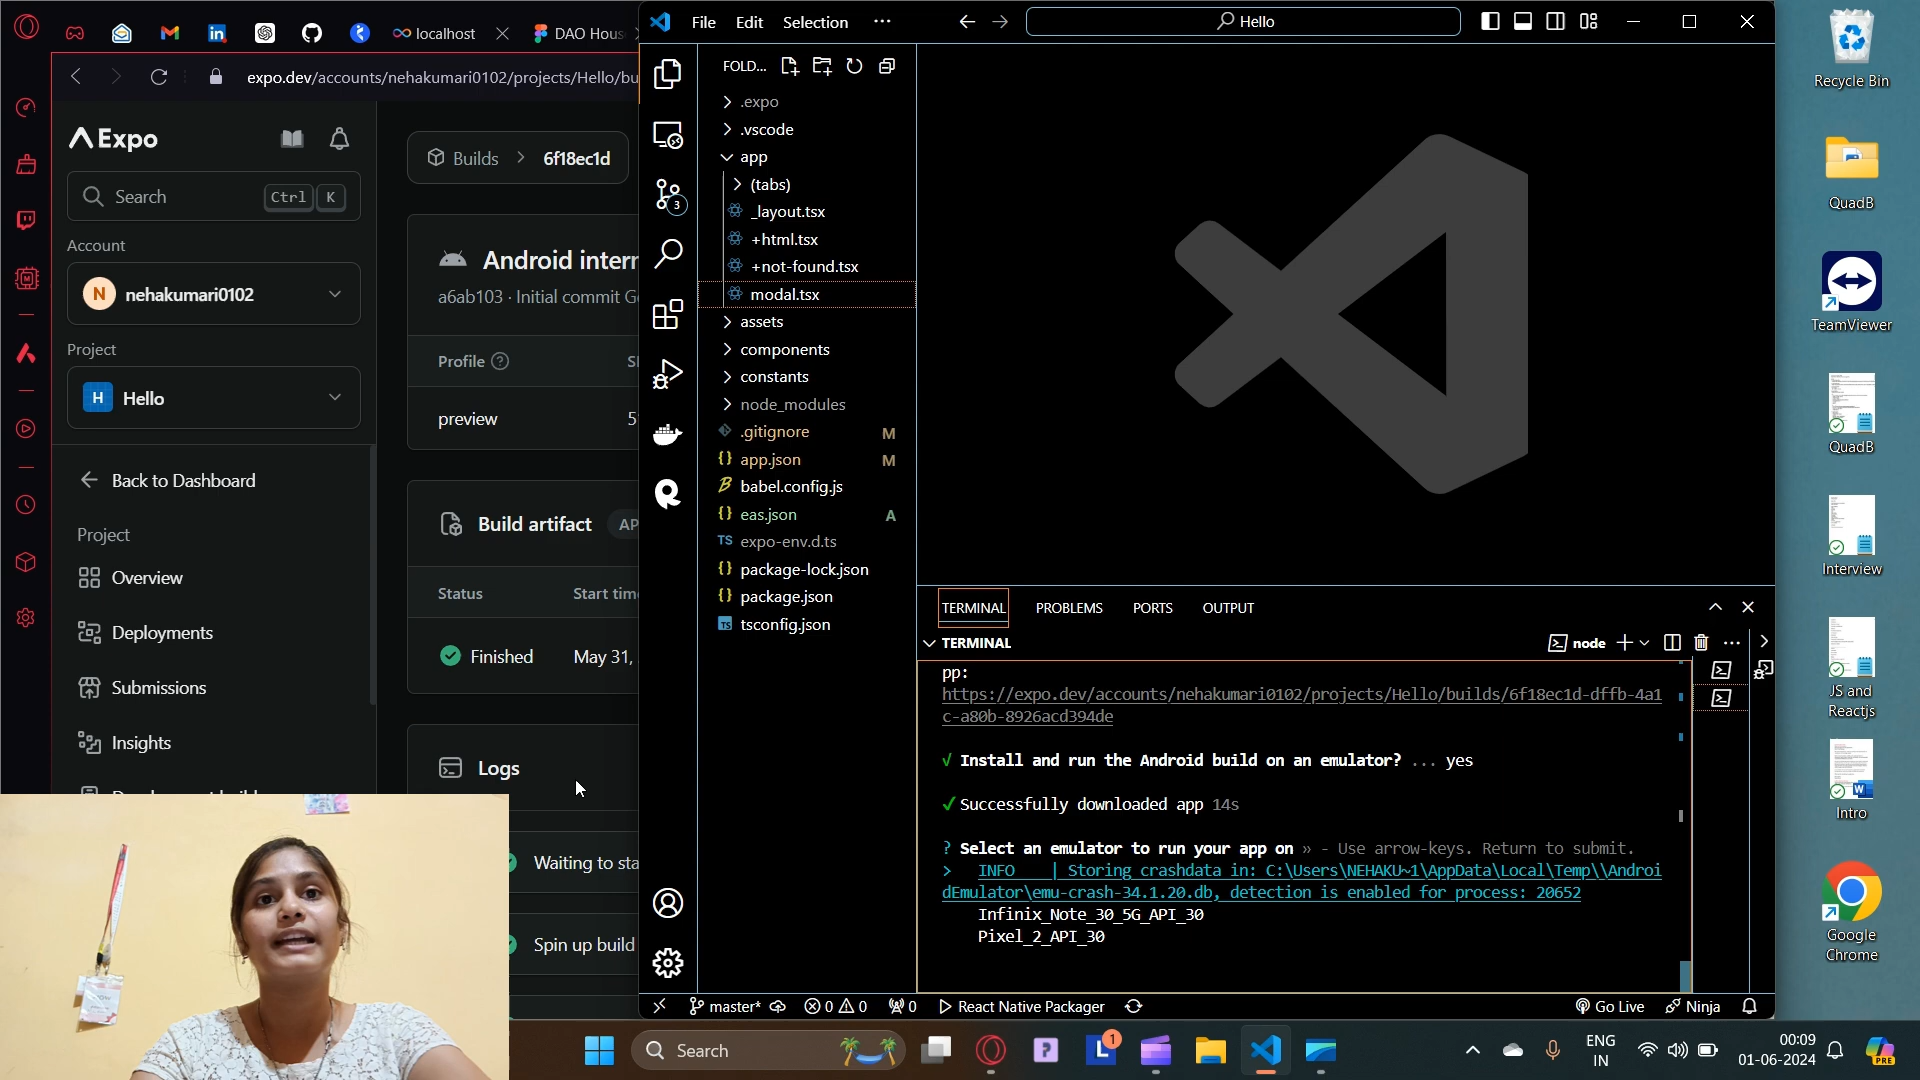 localhost
DAO Hous
expo.dev/accounts/nehakumari0102/projects/Hello/bu
Expo
Search
Ctrl
K
Account
N
nehakumari0102
Project
H
Hello
Back to Dashboard
Project
Overview
Deployments
Submissions
Insights
Builds
6f18ec1d
Android intern
a6ab103 · Initial commit G
Profile
preview
5
Build artifact
AP
Status
Start time
Finished
May 31,
Logs
Waiting to sta
Spin up build
File
Edit
Selection
Hello
FOLD...
3
.expo
.vscode
app
(tabs)
_layout.tsx
+html.tsx
+not-found.tsx
modal.tsx
assets
components
constants
node_modules
.gitignore M
{} app.json M
babel.config.js
{} eas.json A
TS expo-env.d.ts
{} package-lock.json
{} package.json
TS tsconfig.json
TERMINAL
PROBLEMS
PORTS
OUTPUT
TERMINAL
node
pp:
https://expo.dev/accounts/nehakumari0102/projects/Hello/builds/6f18ec1d-dffb-4a1
c-a80b-8926acd394de
√ Install and run the Android build on an emulator? ... yes
✔ Successfully downloaded app 14s
? Select an emulator to run your app on » - Use arrow-keys. Return to submit.
> INFO | Storing crashdata in: C:\Users\NEHAKU~1\AppData\Local\Temp\\Androi
dEmulator\emu-crash-34.1.20.db, detection is enabled for process: 20652
Infinix_Note_30_5G_API_30
Pixel_2_API_30
master*
0
0
0
React Native Packager
Go Live
Ninja
Recycle Bin
QuadB
TeamViewer
QuadB
Interview
JS and
Reactjs
Intro
Google
Chrome
Search
1
ENG
IN
00:09
01-06-2024
PRE